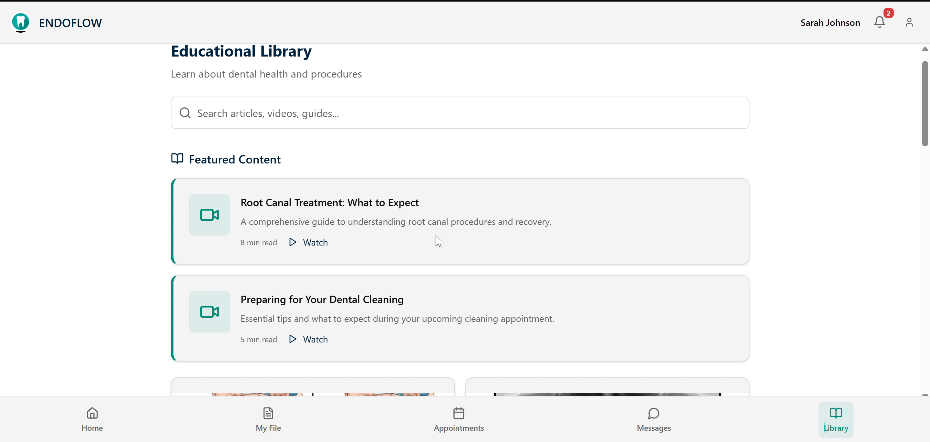 ENDOFLOW
Sarah Johnson
2
Educational Library
Learn about dental health and procedures
Search articles, videos, guides...
Featured Content
Root Canal Treatment: What to Expect
A comprehensive guide to understanding root canal procedures and recovery.
8 min read Watch
Preparing for Your Dental Cleaning
Essential tips and what to expect during your upcoming cleaning appointment.
5 min read Watch
Home My File Appointments Messages Library